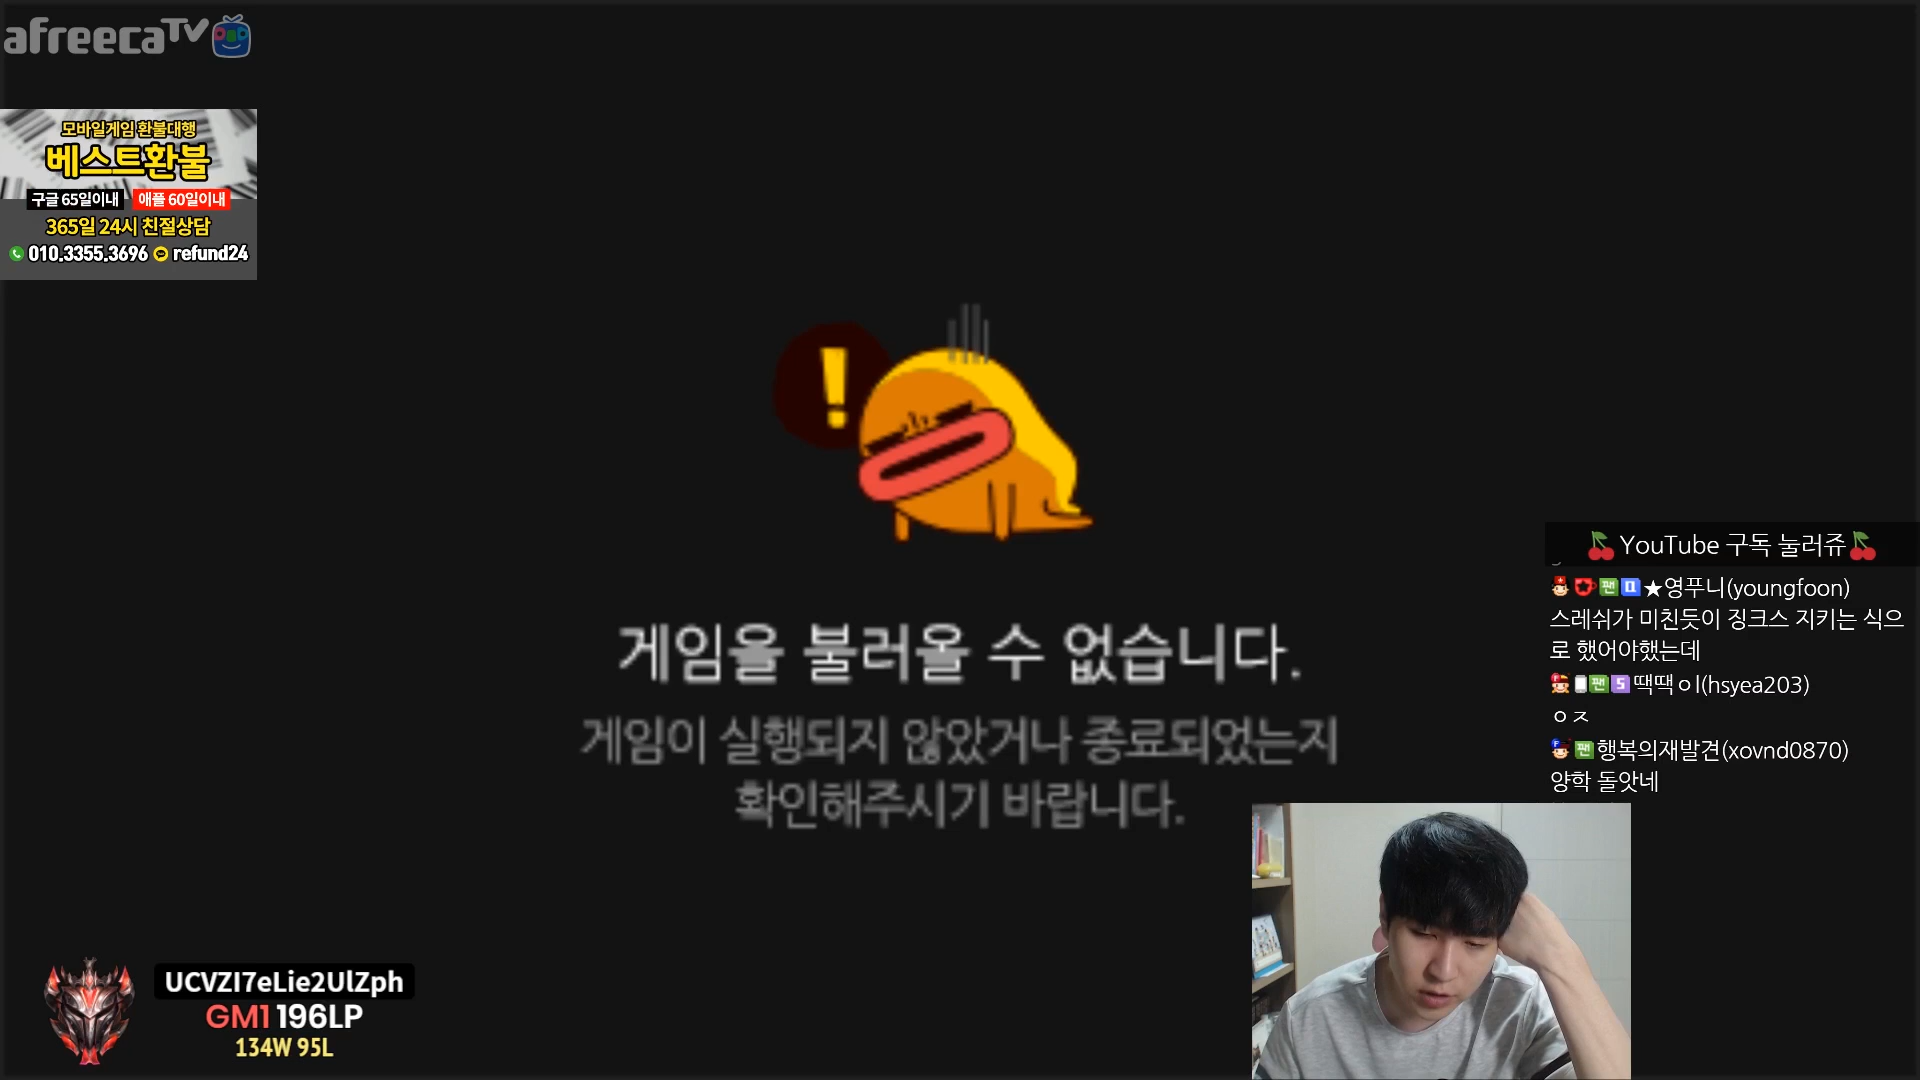 afreecaTV
모바일게임 환불대행
베스트환불
구글 65일이내 애플 60일이내
365일 24시 친절상담
010.3355.3696 refund24
!
게임을 불러올 수 없습니다.
게임이 실행되지 않았거나 종료되었는지
확인해주시기 바랍니다.
YouTube 구독 눌러쥬
★영푸니(youngfoon)
스레쉬가 미친듯이 징크스 지키는 식으
로 했어야했는데
땍땍ㅇl(hsyea203)
ㅇㅈ
행복의재발견(xovnd0870)
양학 돌앗네
UCVZI7eLie2UlZph
GM1 196LP
134W 95L